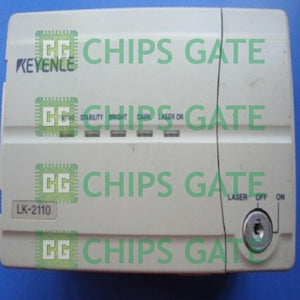 CHIPS GATE
KEYENCE
CHIPS GATE
STABILITY BRIGHT DARK LASER ON
CHIPS GATE
LK-2110
LASER OFF ON
CHIPS GATE